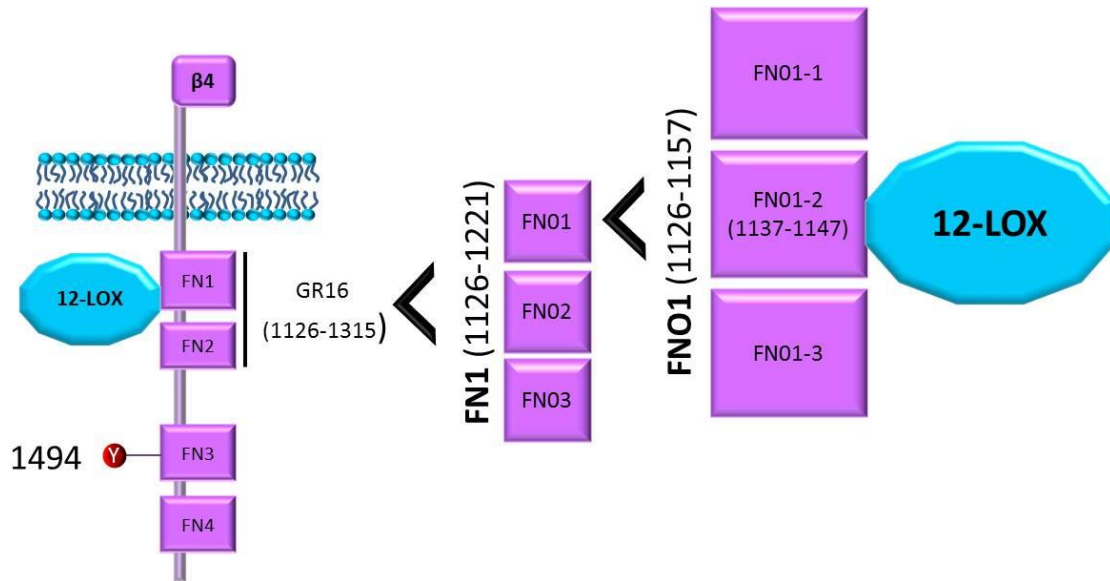 β4
12-LOX
FN1
FN2
GR16
(1126-1315)
1494
Y
FN3
FN4
FN1 (1126-1221)
FN01
FN02
FN03
FNO1 (1126-1157)
FN01-1
FN01-2
(1137-1147)
FN01-3
12-LOX